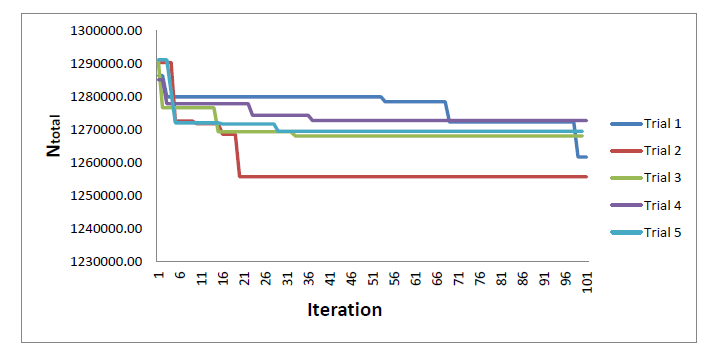 1300000.00
1290000.00
1280000.00
1270000.00
1260000.00
1250000.00
1240000.00
1230000.00
Ntotal
1 6 11 16 21 26 31 36 41 46 51 56 61 66 71 76 81 86 91 96 101
Iteration
Trial 1
Trial 2
Trial 3
Trial 4
Trial 5